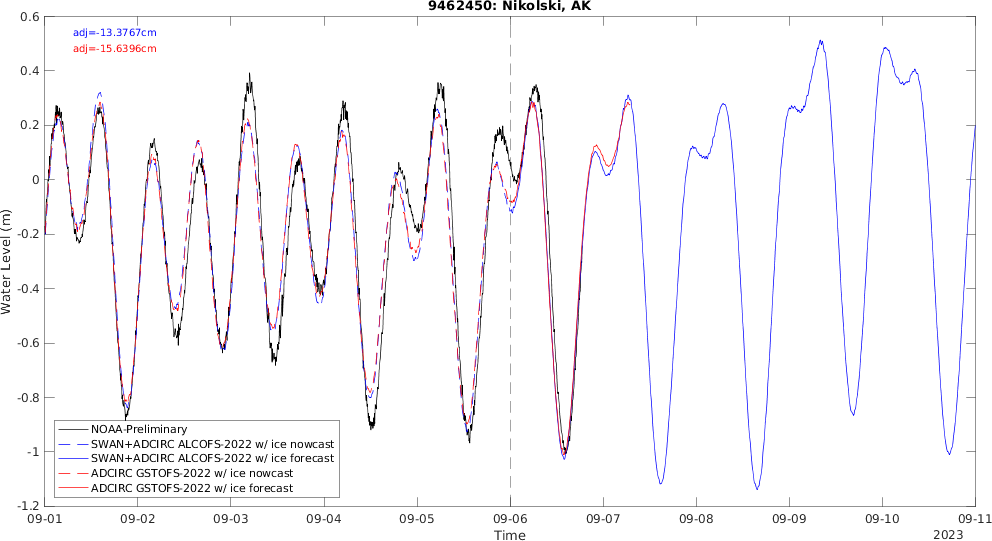 9462450: Nikolski, AK
adj=-13.3767cm
adj=-15.6396cm
0.6
0.4
0.2
0
-0.2
-0.4
-0.6
-0.8
-1
-1.2
Water Level (m)
NOAA-Preliminary
SWAN+ADCIRC ALCOFS-2022 w/ ice nowcast
SWAN+ADCIRC ALCOFS-2022 w/ ice forecast
ADCIRC GSTOFS-2022 w/ ice nowcast
ADCIRC GSTOFS-2022 w/ ice forecast
09-01 09-02 09-03 09-04 09-05 09-06 09-07 09-08 09-09 09-10 09-11
Time
2023